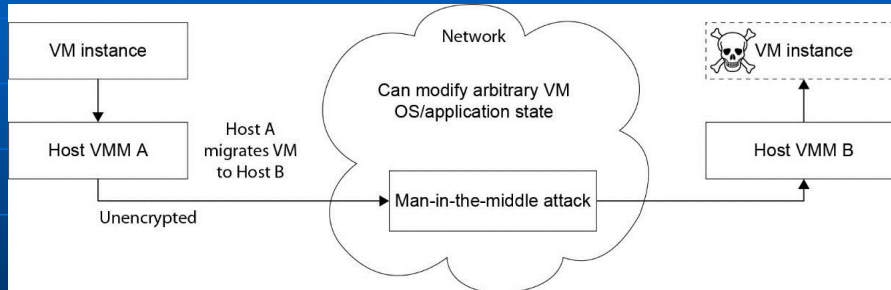 VM instance
Host VMM A
Host A
migrates VM
to Host B
Unencrypted
Network
Can modify arbitrary VM
OS/application state
Man-in-the-middle attack
VM instance
Host VMM B